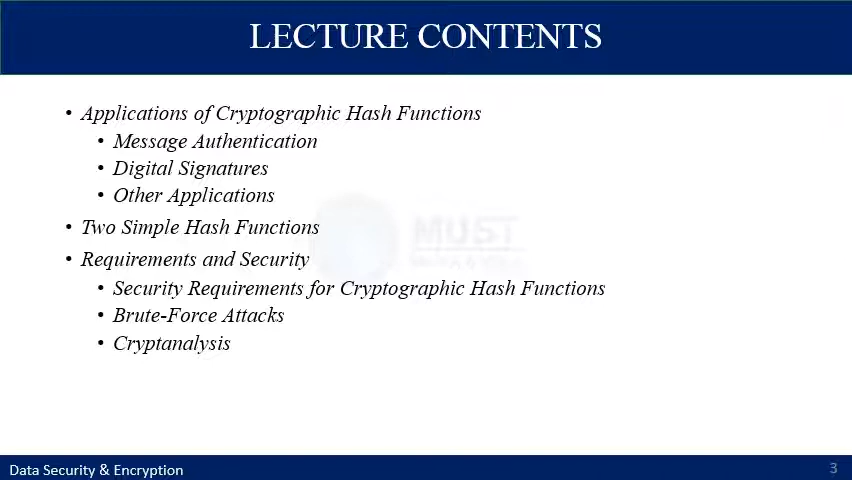 LECTURE CONTENTS
• Applications of Cryptographic Hash Functions
• Message Authentication
• Digital Signatures
• Other Applications
• Two Simple Hash Functions
MUST
• Requirements and Security
• Security Requirements for Cryptographic Hash Functions
• Brute-Force Attacks
• Cryptanalysis
Data Security & Encryption
3